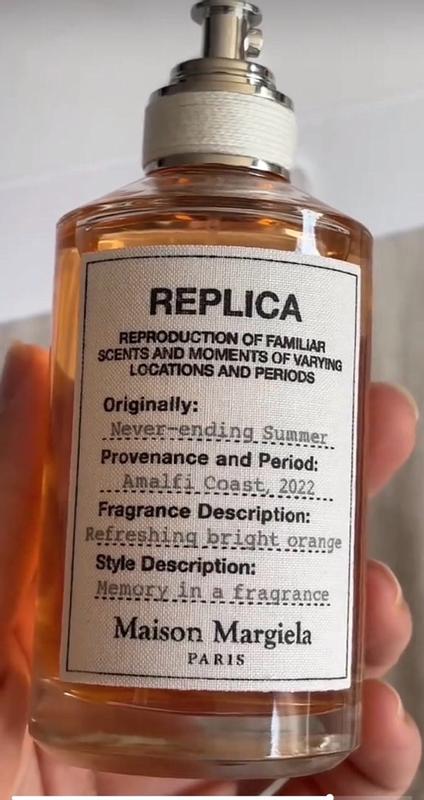 REPLICA
REPRODUCTION OF FAMILIAR
SCENTS AND MOMENTS OF VARYING
LOCATIONS AND PERIODS
Originally:
Never-ending Summer
Provenance and Period:
Amalfi Coast, 2022
Fragrance Description:
Refreshing bright orange
Style Description:
Memory in a fragrance
Maison Margiela
PARIS